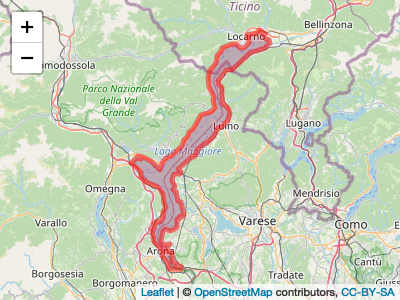 Ticino
+
Locarno
Bellinzona
−
Parco Nazionale
della Val
Grande
Luino
Lugano
Lago Maggiore
Omegna
Mendrisio
Varallo
Varese
Como
Arona
Borgosesia
Borgomanero
Tradate
Cantù
Leaflet | © OpenStreetMap contributors, CC-BY-SA